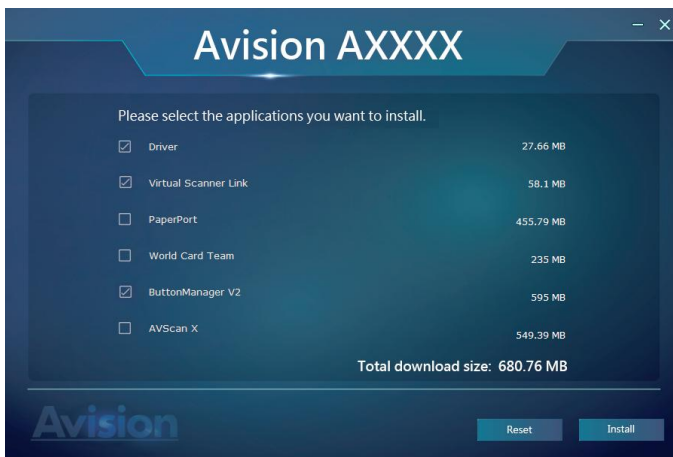 Avision AXXXX
Please select the applications you want to install.
Driver 27.66 MB
Virtual Scanner Link 58.1 MB
PaperPort 455.79 MB
World Card Team 235 MB
ButtonManager V2 595 MB
AVScan X 549.39 MB
Total download size: 680.76 MB
Avision
Reset Install